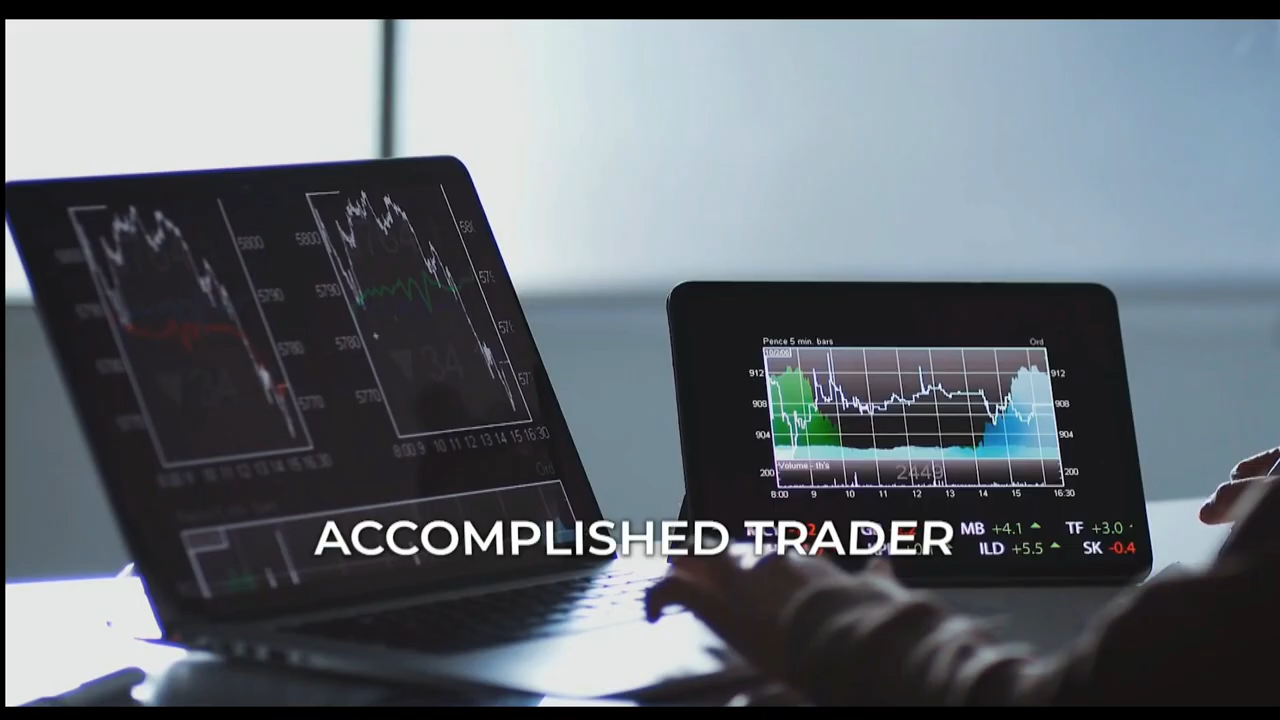 5800
5790
5780
5770
5800
5790
5780
5770
8:00 9 10 11 12 13 14 15 16:30
Ord
Pence 5 min. bars Ord
912 912
908 908
904 904
Volume - th's
2449
200 200
8:00 9 10 11 12 13 14 15 16:30
ACCOMPLISHED TRADER
MB +4.1 TF +3.0
ILD +5.5 SK -0.4